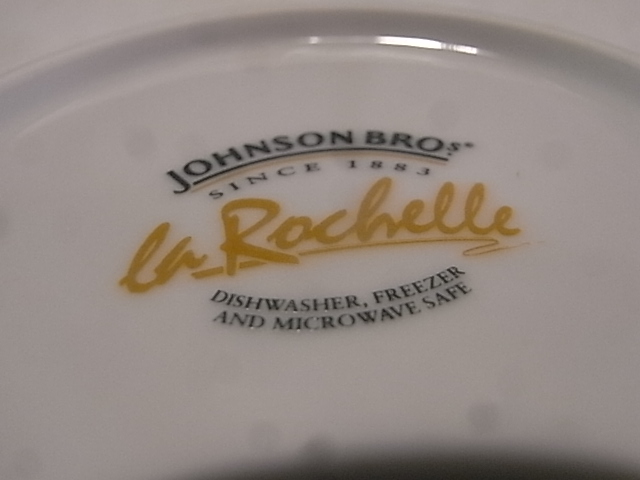 JOHNSON BROS.
SINCE 1883
la Rochelle
DISHWASHER, FREEZER
AND MICROWAVE SAFE